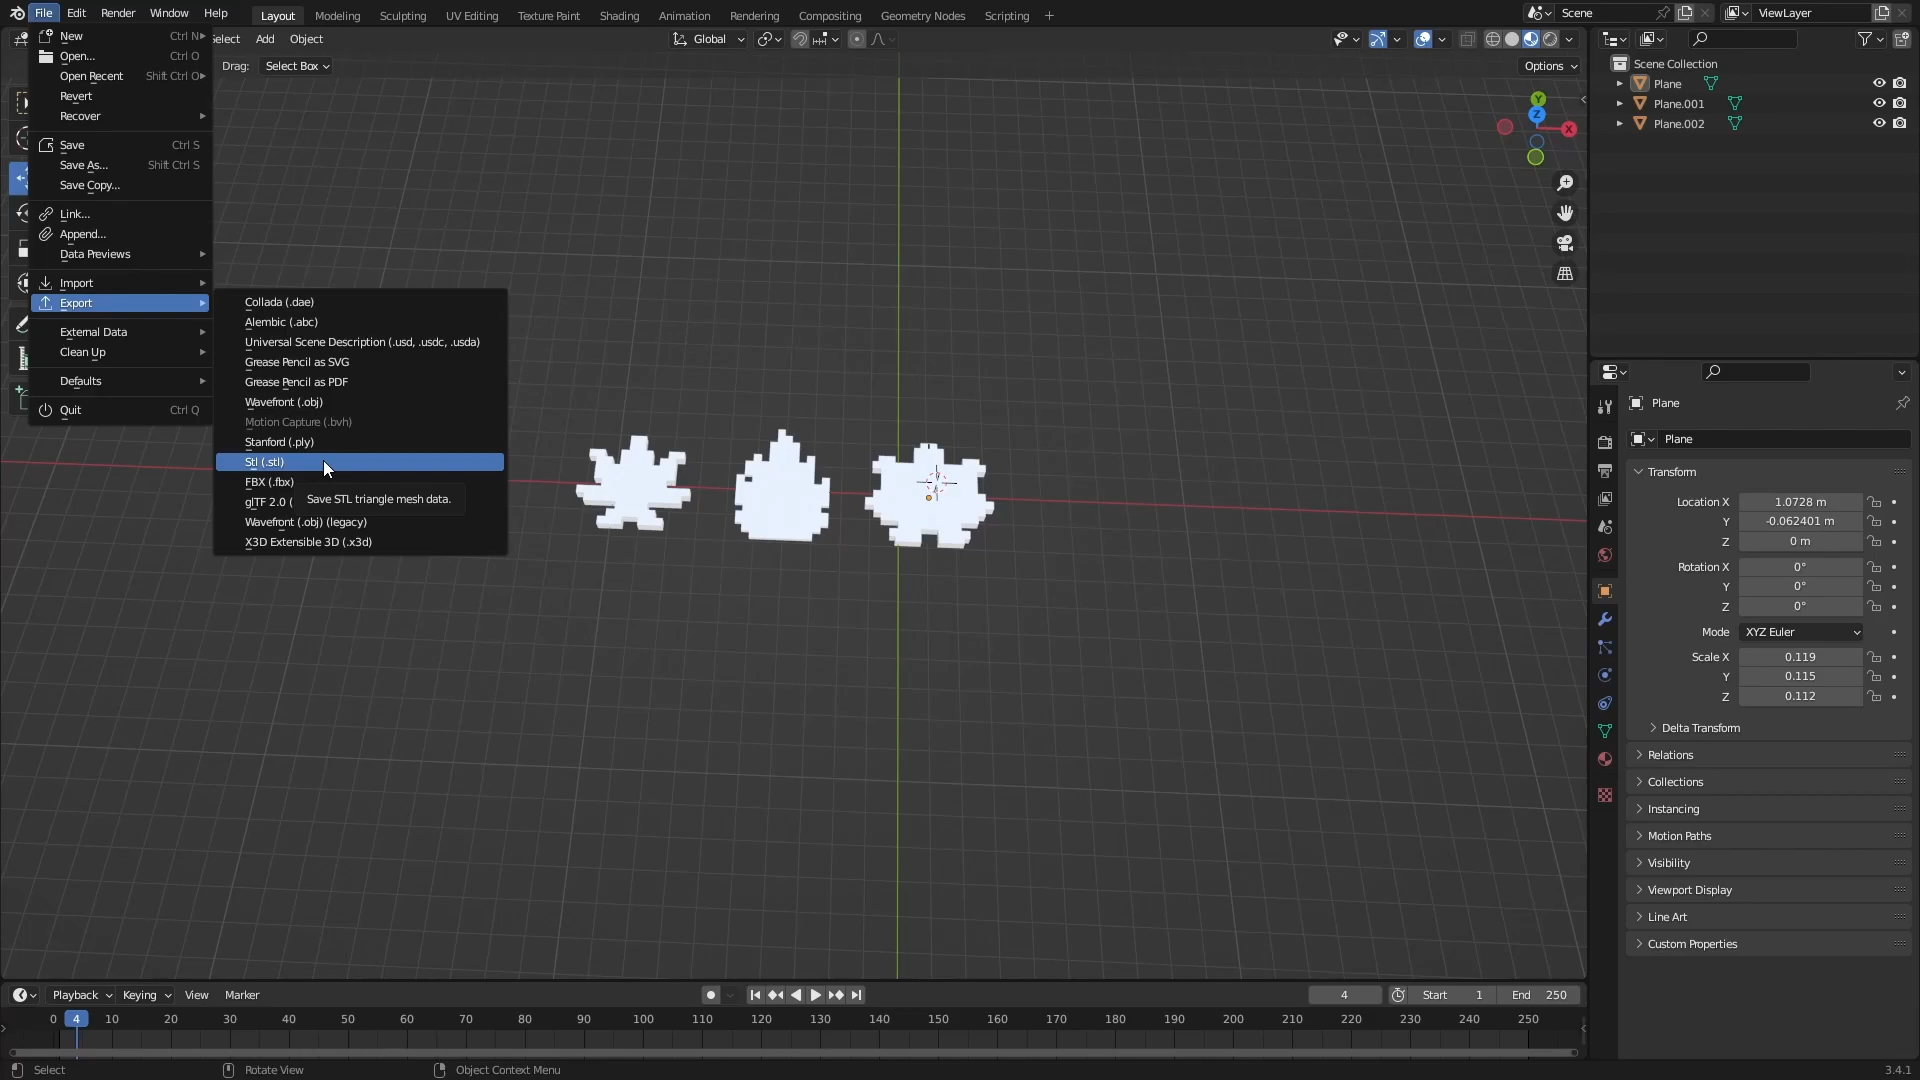 File Edit Render Window Help Layout Modeling Sculpting UV Editing Texture Paint Shading Animation Rendering Compositing Geometry Nodes Scripting + Scene ViewLayer
New Ctrl N
Open... Ctrl O
Open Recent Shift Ctrl O
Revert
Recover
Save Ctrl S
Save As... Shift Ctrl S
Save Copy...
Link...
Append...
Data Previews
Import
Export
External Data
Clean Up
Defaults
Quit Ctrl Q
Collada (.dae)
Alembic (.abc)
Universal Scene Description (.usd, .usdc, .usda)
Grease Pencil as SVG
Grease Pencil as PDF
Wavefront (.obj)
Motion Capture (.bvh)
Stanford (.ply)
Stl (.stl)
FBX (.fbx)
glTF 2.0 (
Save STL triangle mesh data.
Wavefront (.obj) (legacy)
X3D Extensible 3D (.x3d)
elect Add Object Global
Drag: Select Box Options
Y
Z
X
Scene Collection
Plane
Plane.001
Plane.002
Plane
Plane
Transform
Location X 1.0728 m
Y -0.062401 m
Z 0 m
Rotation X 0°
Y 0°
Z 0°
Mode XYZ Euler
Scale X 0.119
Y 0.115
Z 0.112
Delta Transform
Relations
Collections
Instancing
Motion Paths
Visibility
Viewport Display
Line Art
Custom Properties
Playback Keying View Marker 4 Start 1 End 250
0 4 10 20 30 40 50 60 70 80 90 100 110 120 130 140 150 160 170 180 190 200 210 220 230 240 250
Select Rotate View Object Context Menu 3.4.1